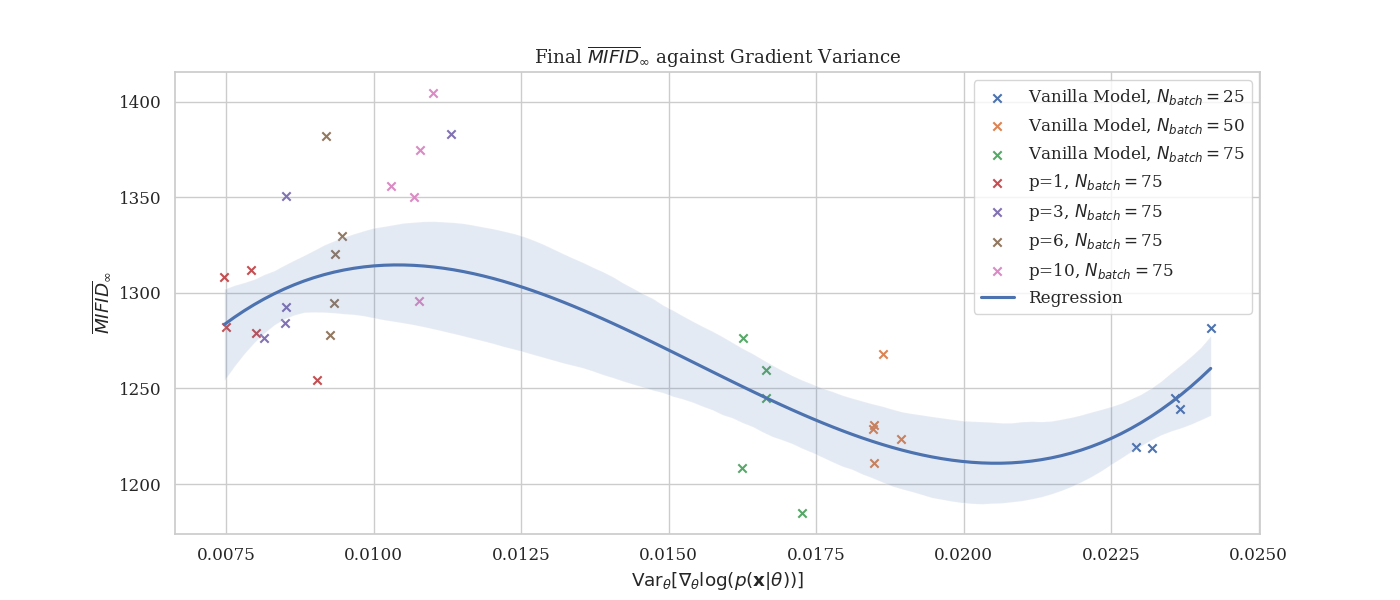 Final $\overline{MIFID}_\infty$ against Gradient Variance
$\overline{MIFID}_\infty$
1400
1350
1300
1250
1200
Vanilla Model, $N_{batch} = 25$
Vanilla Model, $N_{batch} = 50$
Vanilla Model, $N_{batch} = 75$
p=1, $N_{batch} = 75$
p=3, $N_{batch} = 75$
p=6, $N_{batch} = 75$
p=10, $N_{batch} = 75$
Regression
0.0075 0.0100 0.0125 0.0150 0.0175 0.0200 0.0225 0.0250
$\mathrm{Var}_\theta[\nabla_\theta \log(p(\mathbf{x}|\theta))]$